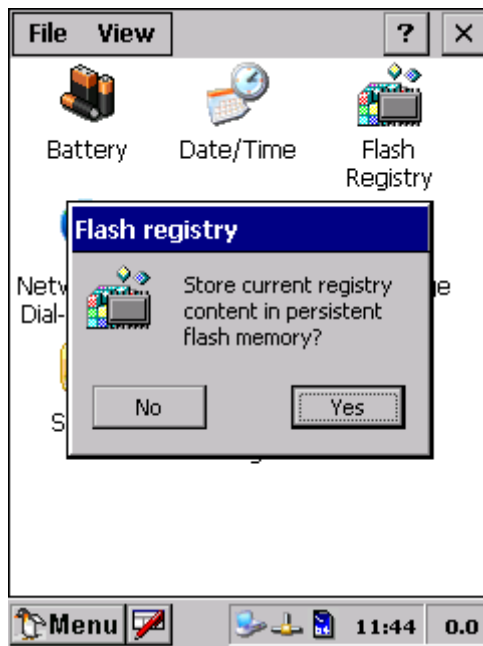 File View ? ×
Battery Date/Time Flash
Registry
Flash registry
Store current registry
content in persistent
flash memory?
No Yes
Menu 11:44 0.0